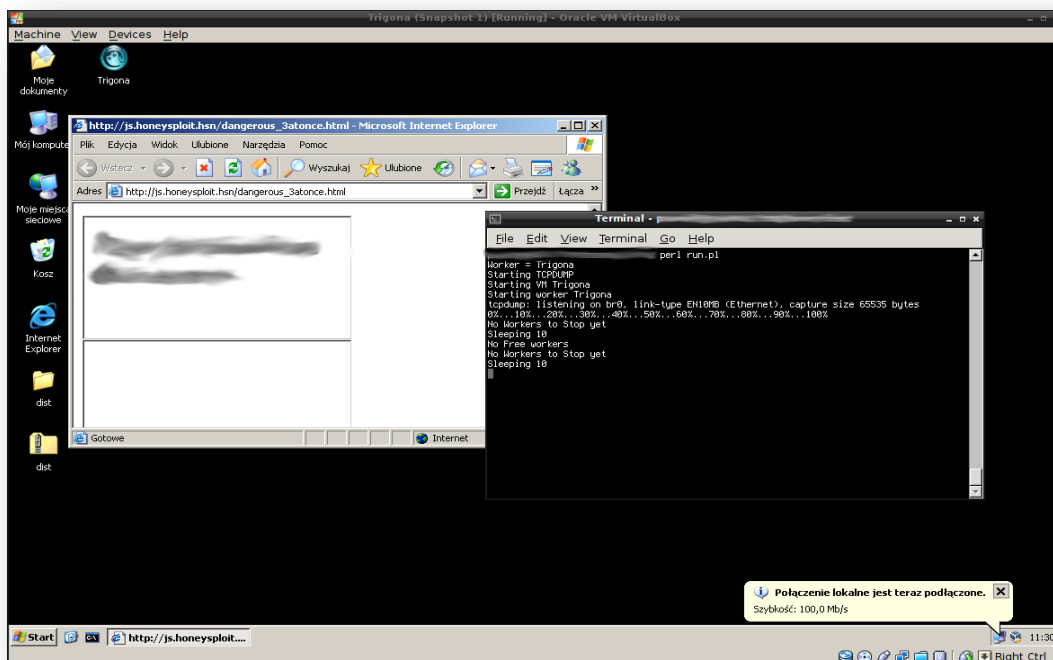 Trigona (Snapshot 1) [Running] - Oracle VM VirtualBox
Machine View Devices Help
Moje dokumenty
Trigona
Mój kompute
Moje miejsca sieciowe
Kosz
Internet Explorer
dist
dist
http://js.honeysploit.hsn/dangerous_3atonce.html - Microsoft Internet Explorer
Plik Edycja Widok Ulubione Narzędzia Pomoc
Wstecz Wyszukaj Ulubione
Adres http://js.honeysploit.hsn/dangerous_3atonce.html Przejdź Łącza »
Gotowe Internet
Terminal -
File Edit View Terminal Go Help
perl run.pl
Worker = Trigona
Starting TCPDUMP
Starting VM Trigona
Starting worker Trigona
tcpdump: listening on br0, link-type EN10MB (Ethernet), capture size 65535 bytes
0%...10%...20%...30%...40%...50%...60%...70%...80%...90%...100%
No Workers to Stop yet
Sleeping 10
No Free workers
No Workers to Stop yet
Sleeping 10
Połączenie lokalne jest teraz podłączone.
Szybkość: 100,0 Mb/s
Start http://js.honeysploit.... 11:30
Right Ctrl